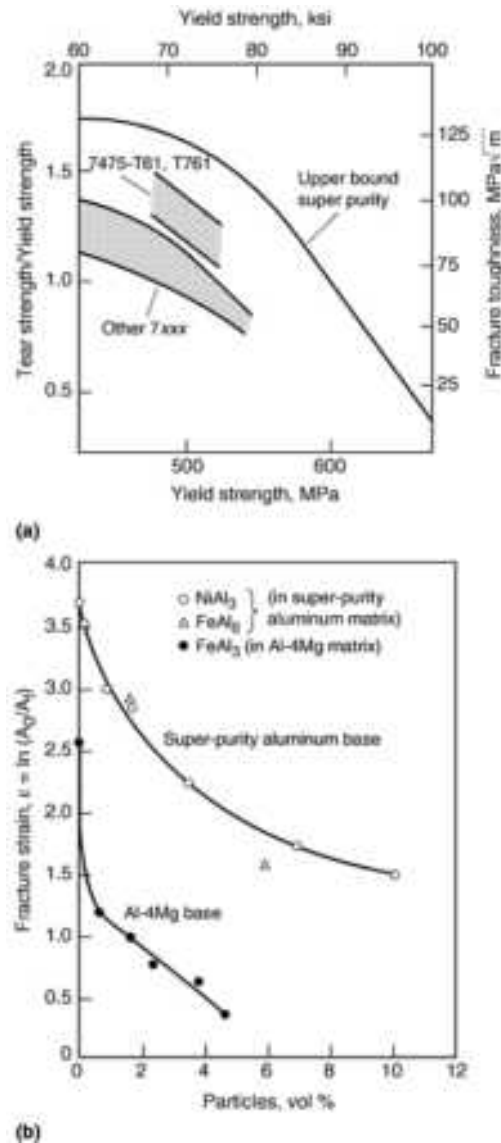 Yield strength, ksi
60 70 80 90 100
2.0
1.5
1.0
0.5
Tear strength/Yield strength
7475-T61, T761
Upper bound
super purity
Other 7xxx
125
100
75
50
25
Fracture toughness, MPa√m
500 600
Yield strength, MPa
(a)
4.0
3.5
3.0
2.5
2.0
1.5
1.0
0.5
0
Fracture strain, ε = ln (A₀/Af)
○ NiAl₃ (in super-purity
△ FeAl₆ aluminum matrix)
● FeAl₃ (in Al-4Mg matrix)
Super-purity aluminum base
Al-4Mg base
0 2 4 6 8 10 12
Particles, vol %
(b)